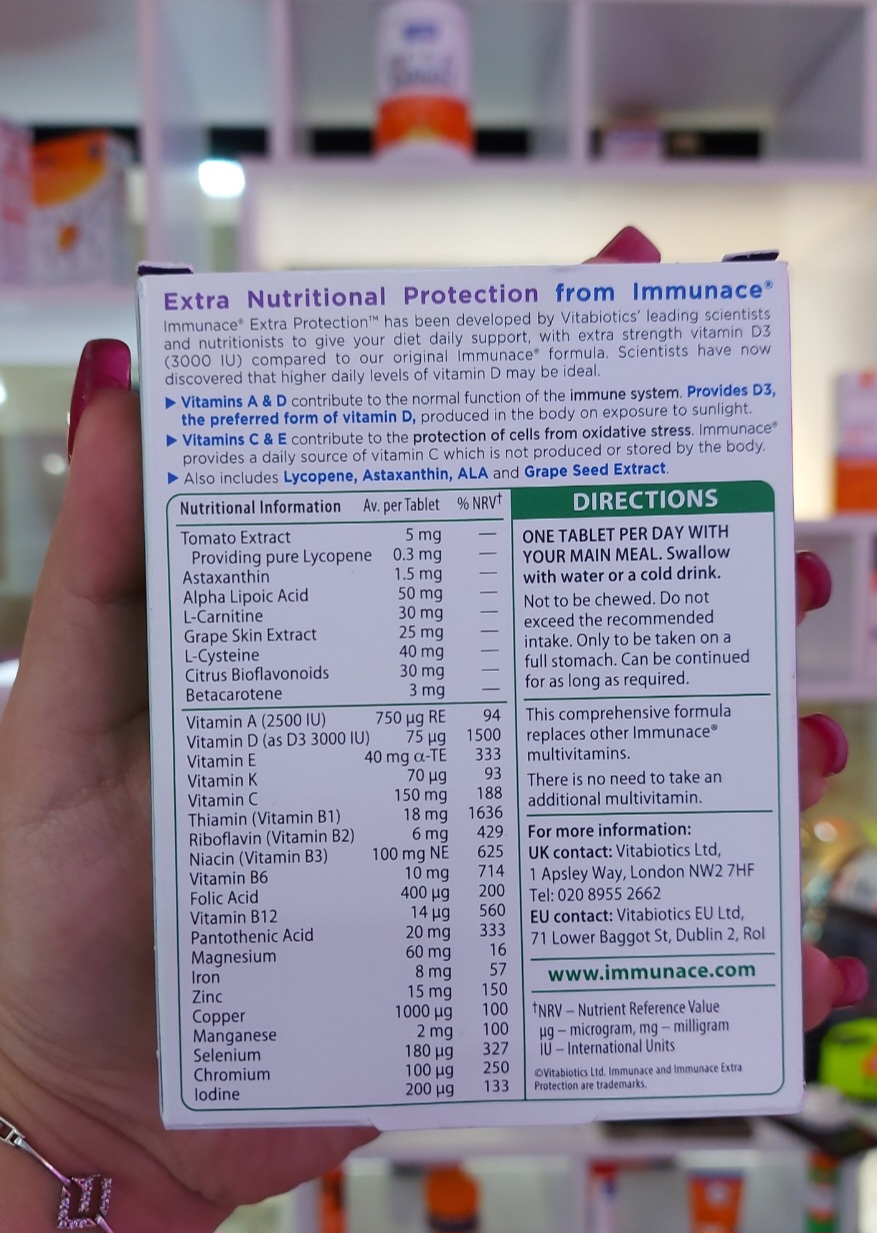 Extra Nutritional Protection from Immunace®
Immunace® Extra Protection™ has been developed by Vitabiotics' leading scientists
and nutritionists to give your diet daily support, with extra strength vitamin D3
(3000 IU) compared to our original Immunace® formula. Scientists have now
discovered that higher daily levels of vitamin D may be ideal.
▶ Vitamins A & D contribute to the normal function of the immune system. Provides D3,
the preferred form of vitamin D, produced in the body on exposure to sunlight.
▶ Vitamins C & E contribute to the protection of cells from oxidative stress. Immunace®
provides a daily source of vitamin C which is not produced or stored by the body.
▶ Also includes Lycopene, Astaxanthin, ALA and Grape Seed Extract.
Nutritional Information Av. per Tablet % NRV†
Tomato Extract 5 mg —
Providing pure Lycopene 0.3 mg —
Astaxanthin 1.5 mg —
Alpha Lipoic Acid 50 mg —
L-Carnitine 30 mg —
Grape Skin Extract 25 mg —
L-Cysteine 40 mg —
Citrus Bioflavonoids 30 mg —
Betacarotene 3 mg —
Vitamin A (2500 IU) 750 µg RE 94
Vitamin D (as D3 3000 IU) 75 µg 1500
Vitamin E 40 mg α-TE 333
Vitamin K 70 µg 93
Vitamin C 150 mg 188
Thiamin (Vitamin B1) 18 mg 1636
Riboflavin (Vitamin B2) 6 mg 429
Niacin (Vitamin B3) 100 mg NE 625
Vitamin B6 10 mg 714
Folic Acid 400 µg 200
Vitamin B12 14 µg 560
Pantothenic Acid 20 mg 333
Magnesium 60 mg 16
Iron 8 mg 57
Zinc 15 mg 150
Copper 1000 µg 100
Manganese 2 mg 100
Selenium 180 µg 327
Chromium 100 µg 250
Iodine 200 µg 133
DIRECTIONS
ONE TABLET PER DAY WITH
YOUR MAIN MEAL. Swallow
with water or a cold drink.
Not to be chewed. Do not
exceed the recommended
intake. Only to be taken on a
full stomach. Can be continued
for as long as required.
This comprehensive formula
replaces other Immunace®
multivitamins.
There is no need to take an
additional multivitamin.
For more information:
UK contact: Vitabiotics Ltd,
1 Apsley Way, London NW2 7HF
Tel: 020 8955 2662
EU contact: Vitabiotics EU Ltd,
71 Lower Baggot St, Dublin 2, RoI
www.immunace.com
†NRV – Nutrient Reference Value
µg – microgram, mg – milligram
IU – International Units
©Vitabiotics Ltd. Immunace and Immunace Extra
Protection are trademarks.